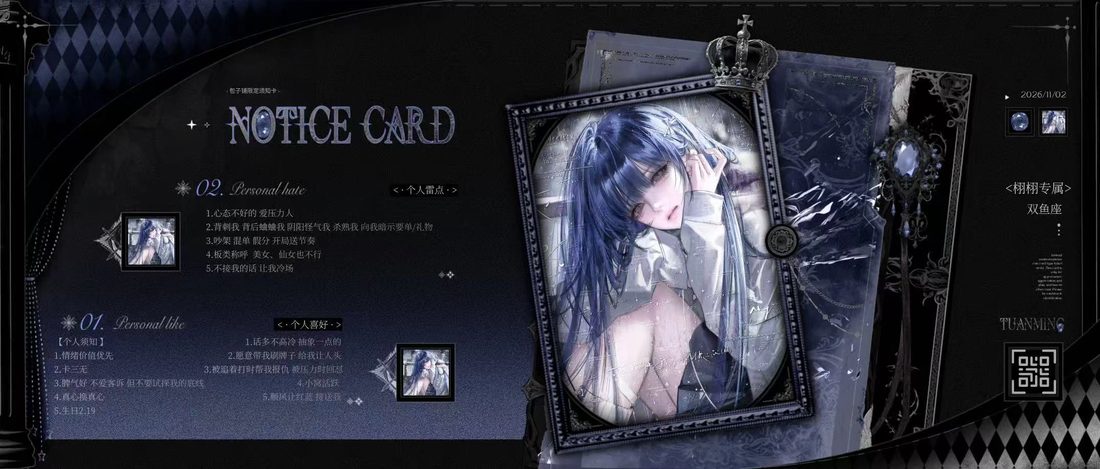 ·包子铺限定须知卡·
NOTICE CARD
02. Personal hate
<·个人雷点·>
1.心态不好的 爱压力人
2.背刺我 背后蛐蛐我 阴阳怪气我 杀熟我 向我暗示要单/礼物
3.吵架 混单 假分 开局送节奏
4.板类称呼 美女、仙女也不行
5.不接我的话 让我冷场
01. Personal like
<·个人喜好·>
【个人须知】
1.情绪价值优先
2.卡三无
3.脾气好 不爱客诉 但不要试探我的底线
4.真心换真心
5.生日2.19
1.话多不高冷 抽象一点的
2.愿意带我刷牌子 给我让人头
3.被追着打时帮我报仇 被压力时回怼
4.小窝活跃
5.顺风让红蓝 接送我
2026/11/02
<栩栩专属>
双鱼座
TUANMING